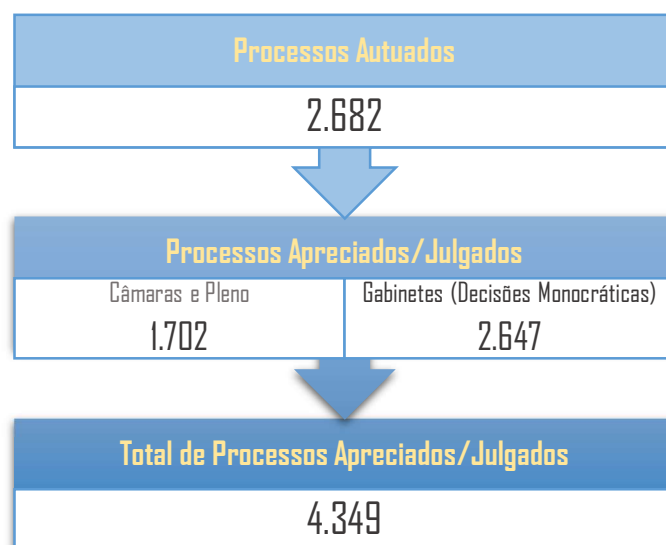 Processos Autuados
2.682
Processos Apreciados/Julgados
Câmaras e Pleno
1.702
Gabinetes (Decisões Monocráticas)
2.647
Total de Processos Apreciados/Julgados
4.349